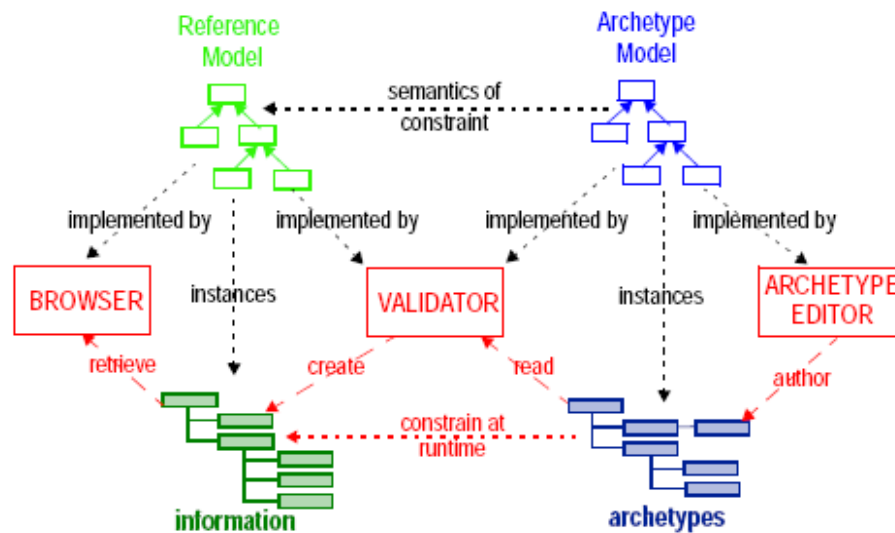 Reference
Model
Archetype
Model
semantics of
constraint
implemented by
implemented by
implemented by
implemented by
BROWSER
instances
VALIDATOR
instances
ARCHETYPE
EDITOR
retrieve
create
read
author
constrain at
runtime
information
archetypes